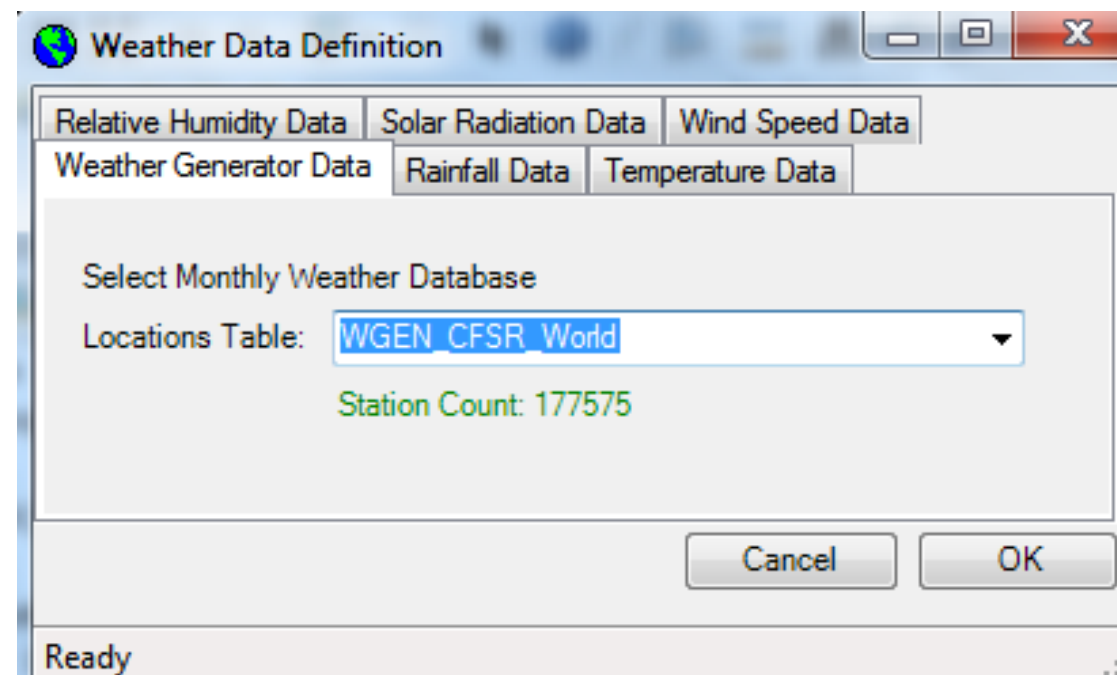 Weather Data Definition
Relative Humidity Data Solar Radiation Data Wind Speed Data
Weather Generator Data Rainfall Data Temperature Data
Select Monthly Weather Database
Locations Table: WGEN_CFSR_World
Station Count: 177575
Cancel OK
Ready